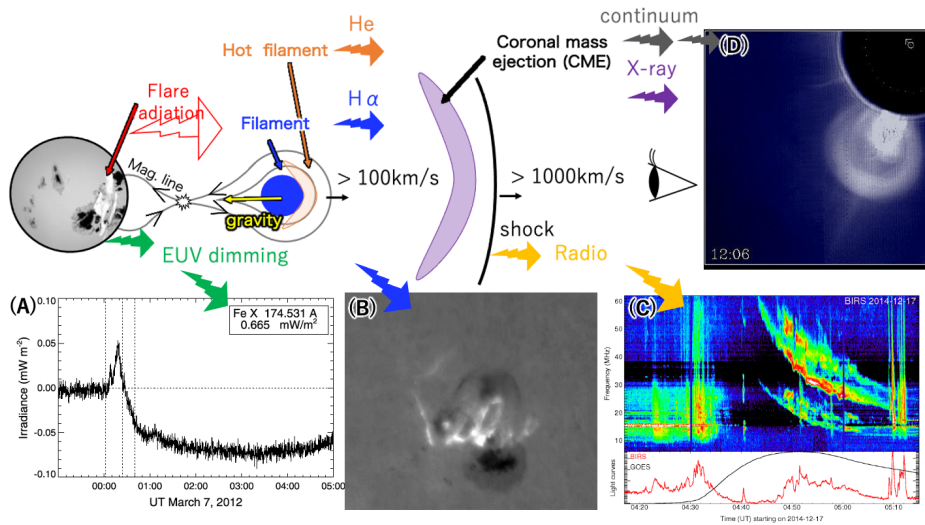 He
Hot filament
Flare
adjation
Hα
Filament
Mag. line
gravity
EUV dimming
> 100km/s
Coronal mass
ejection (CME)
continuum
X-ray
> 1000km/s
shock
Radio
(D)
12:06
(A)
Fe X 174.531 A
0.665 mW/m²
Irradiance (mW m⁻²)
0.10
0.05
0.00
-0.05
-0.10
00:00 01:00 02:00 03:00 04:00 05:00
UT March 7, 2012
(B)
(C)
BIRS 2014-12-17
Frequency (MHz)
60
50
40
30
20
10
Light curves
BIRS
GOES
04:20 04:30 04:40 04:50 05:00 05:10
Time (UT) starting on 2014-12-17